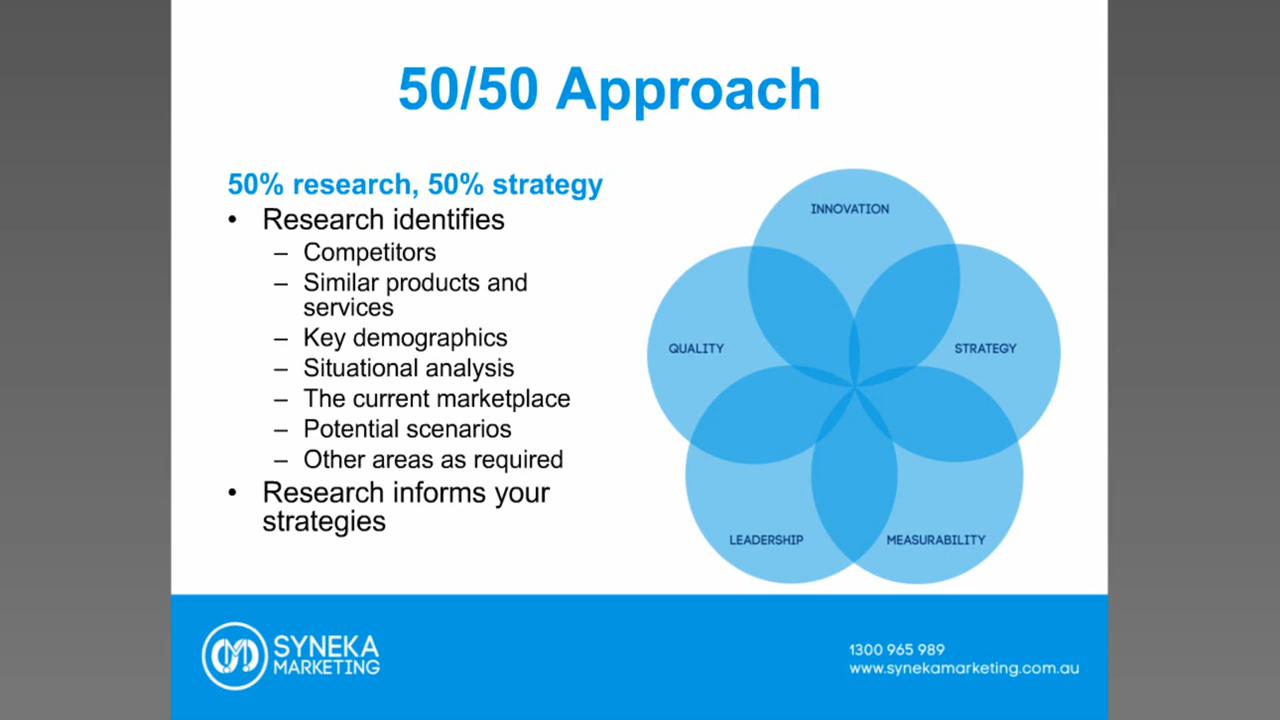 50/50 Approach
50% research, 50% strategy
• Research identifies
– Competitors
– Similar products and
services
– Key demographics
– Situational analysis
– The current marketplace
– Potential scenarios
– Other areas as required
• Research informs your
strategies
INNOVATION
QUALITY
STRATEGY
LEADERSHIP
MEASURABILITY
SYNEKA
MARKETING
1300 965 989
www.synekamarketing.com.au